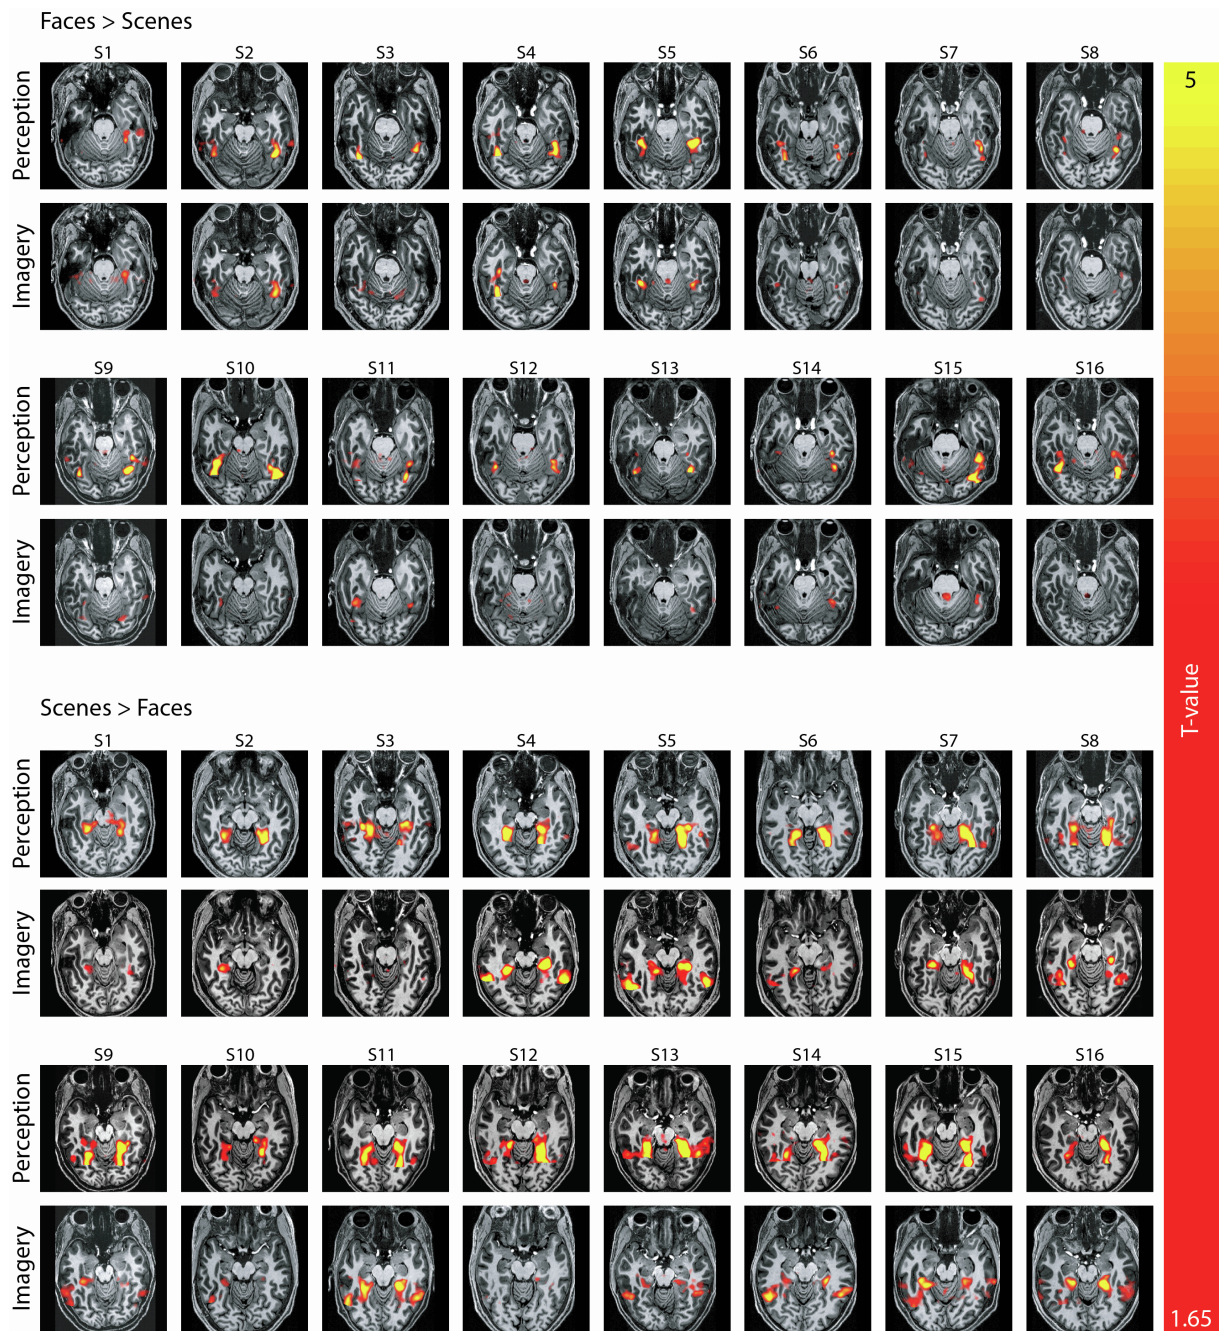 Faces > Scenes
S1 S2 S3 S4 S5 S6 S7 S8
Perception
Imagery
S9 S10 S11 S12 S13 S14 S15 S16
Perception
Imagery
Scenes > Faces
S1 S2 S3 S4 S5 S6 S7 S8
Perception
Imagery
S9 S10 S11 S12 S13 S14 S15 S16
Perception
Imagery
5
T-value
1.65